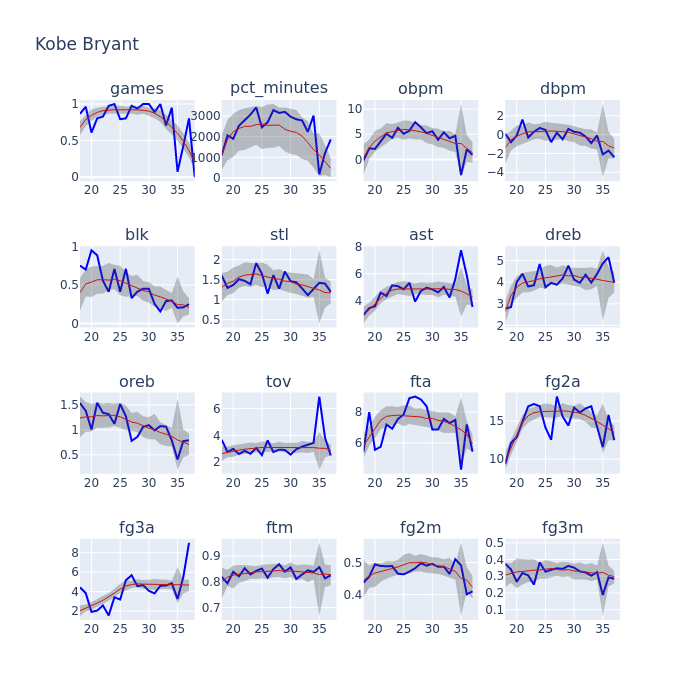 Kobe Bryant
games pct_minutes obpm dbpm
1 0.5 0
3000 2000 1000 0
10 5 0
2 0 −2 −4
20 25 30 35 20 25 30 35 20 25 30 35 20 25 30 35
blk stl ast dreb
1 0.5 0
2 1.5 1 0.5
8 6 4
5 4 3 2
20 25 30 35 20 25 30 35 20 25 30 35 20 25 30 35
oreb tov fta fg2a
1.5 1 0.5
6 4 2
8 6
15 10
20 25 30 35 20 25 30 35 20 25 30 35 20 25 30 35
fg3a ftm fg2m fg3m
8 6 4 2
0.9 0.8 0.7
0.5 0.4
0.5 0.4 0.3 0.2 0.1
20 25 30 35 20 25 30 35 20 25 30 35 20 25 30 35